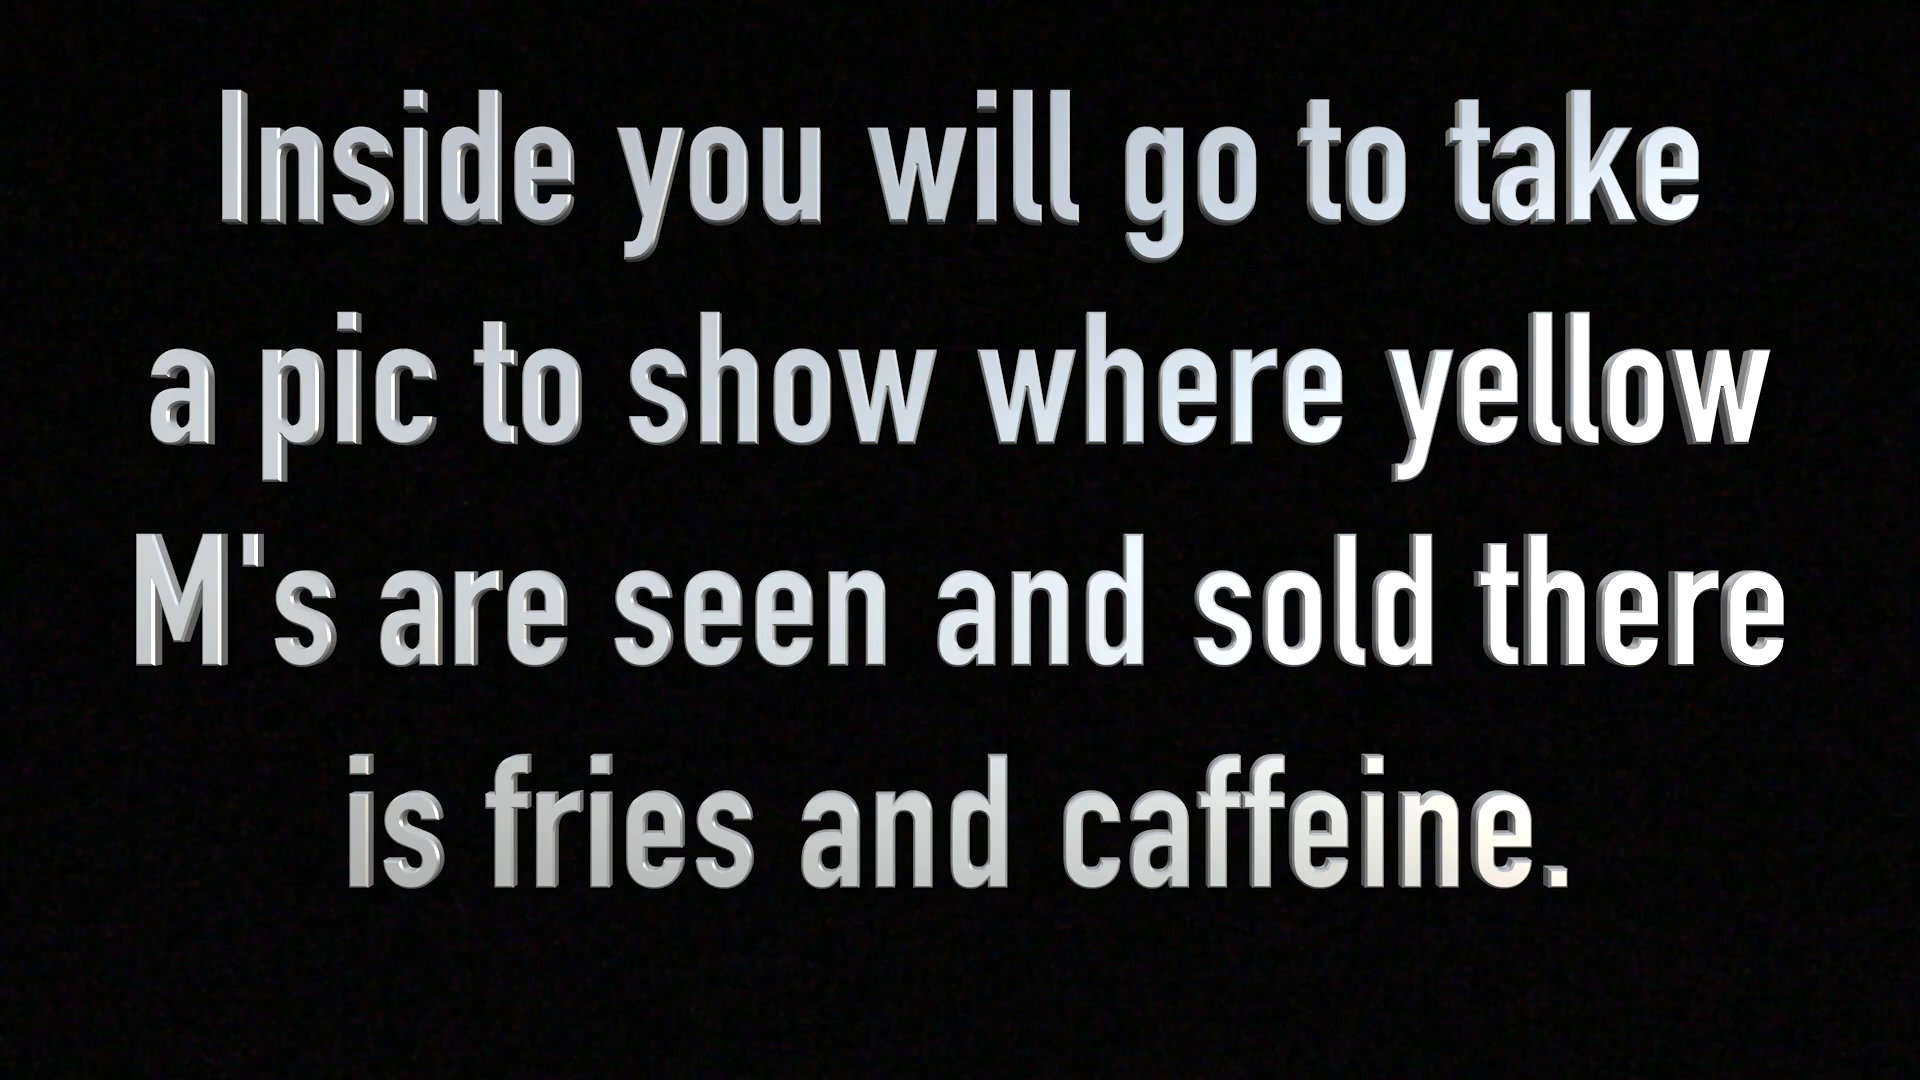 Inside you will go to take
a pic to show where yellow
M's are seen and sold there
is fries and caffeine.